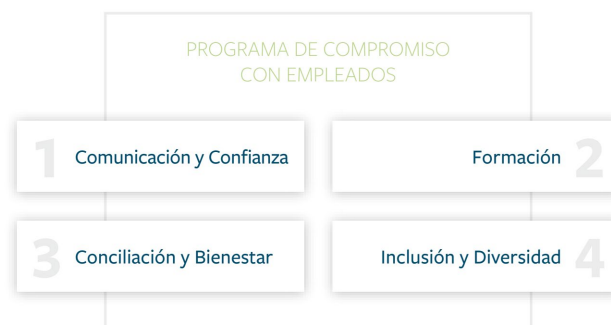 PROGRAMA DE COMPROMISO
CON EMPLEADOS
1 Comunicación y Confianza
Formación 2
3 Conciliación y Bienestar
Inclusión y Diversidad 4